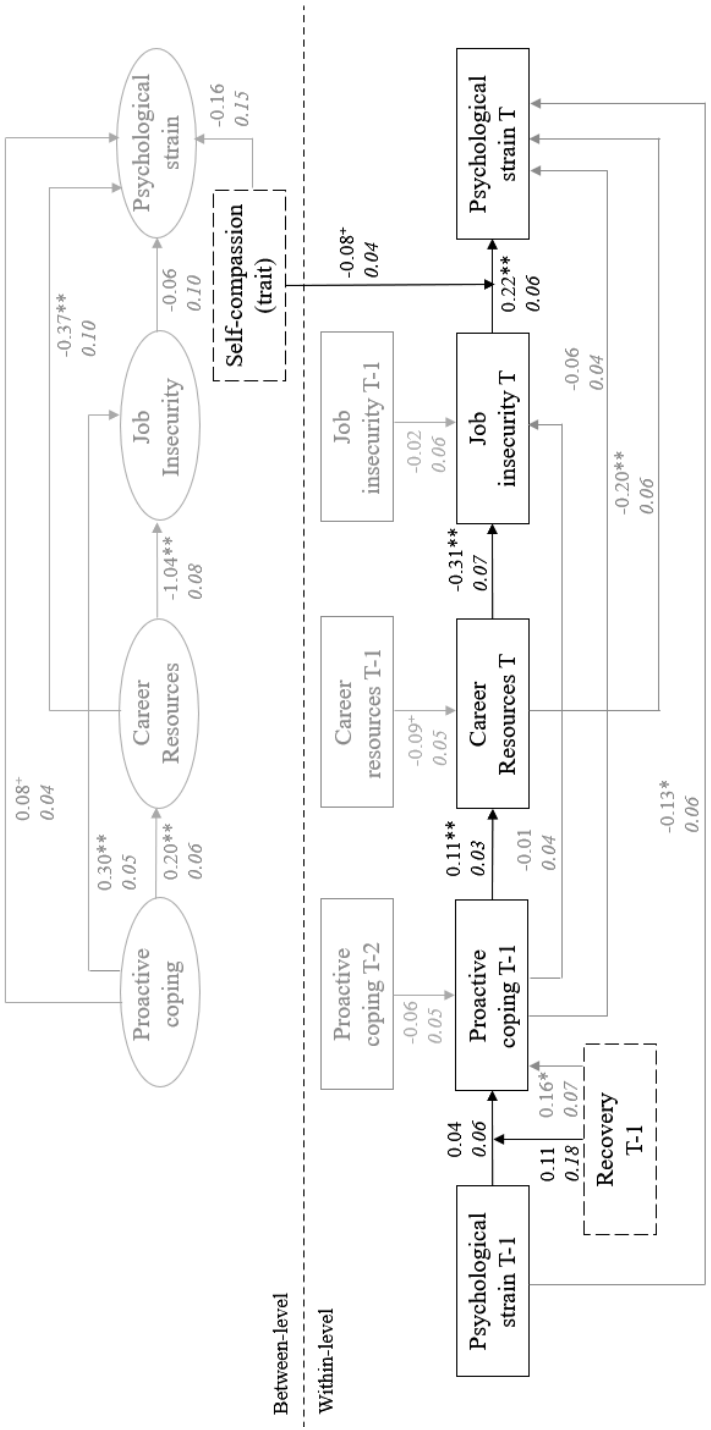 0.08+
0.04
-0.37**
0.10
0.30**
0.05
Proactive
coping
0.20**
0.06
Career
Resources
-1.04**
0.08
Job
Insecurity
-0.06
0.10
Psychological
strain
-0.16
0.15
Self-compassion
(trait)
Between-level
Within-level
-0.08+
0.04
Proactive
coping T-2
Career
resources T-1
Job
insecurity T-1
-0.06
0.05
-0.09+
0.05
-0.02
0.06
Psychological
strain T-1
0.04
0.06
Proactive
coping T-1
0.11**
0.03
Career
Resources T
-0.31**
0.07
Job
insecurity T
0.22**
0.06
Psychological
strain T
0.11
0.18
0.16*
0.07
-0.01
0.04
-0.06
0.04
Recovery
T-1
-0.20**
0.06
-0.13*
0.06